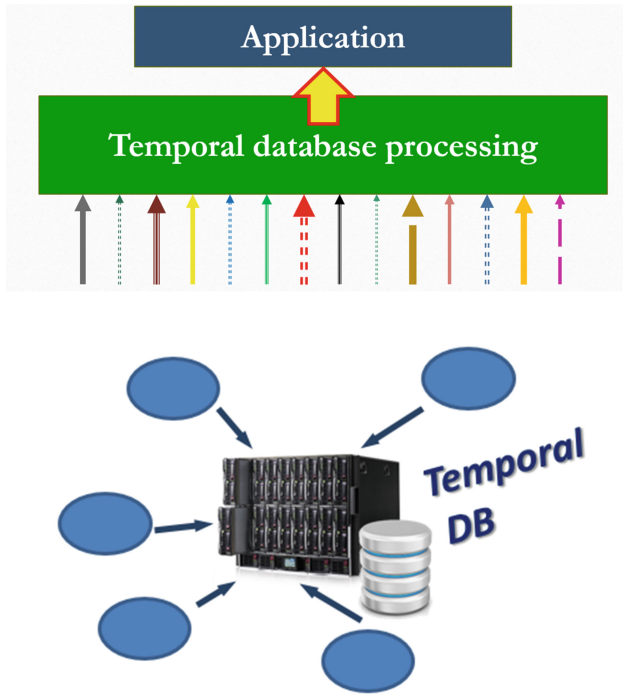 Application
Temporal database processing
Temporal
DB